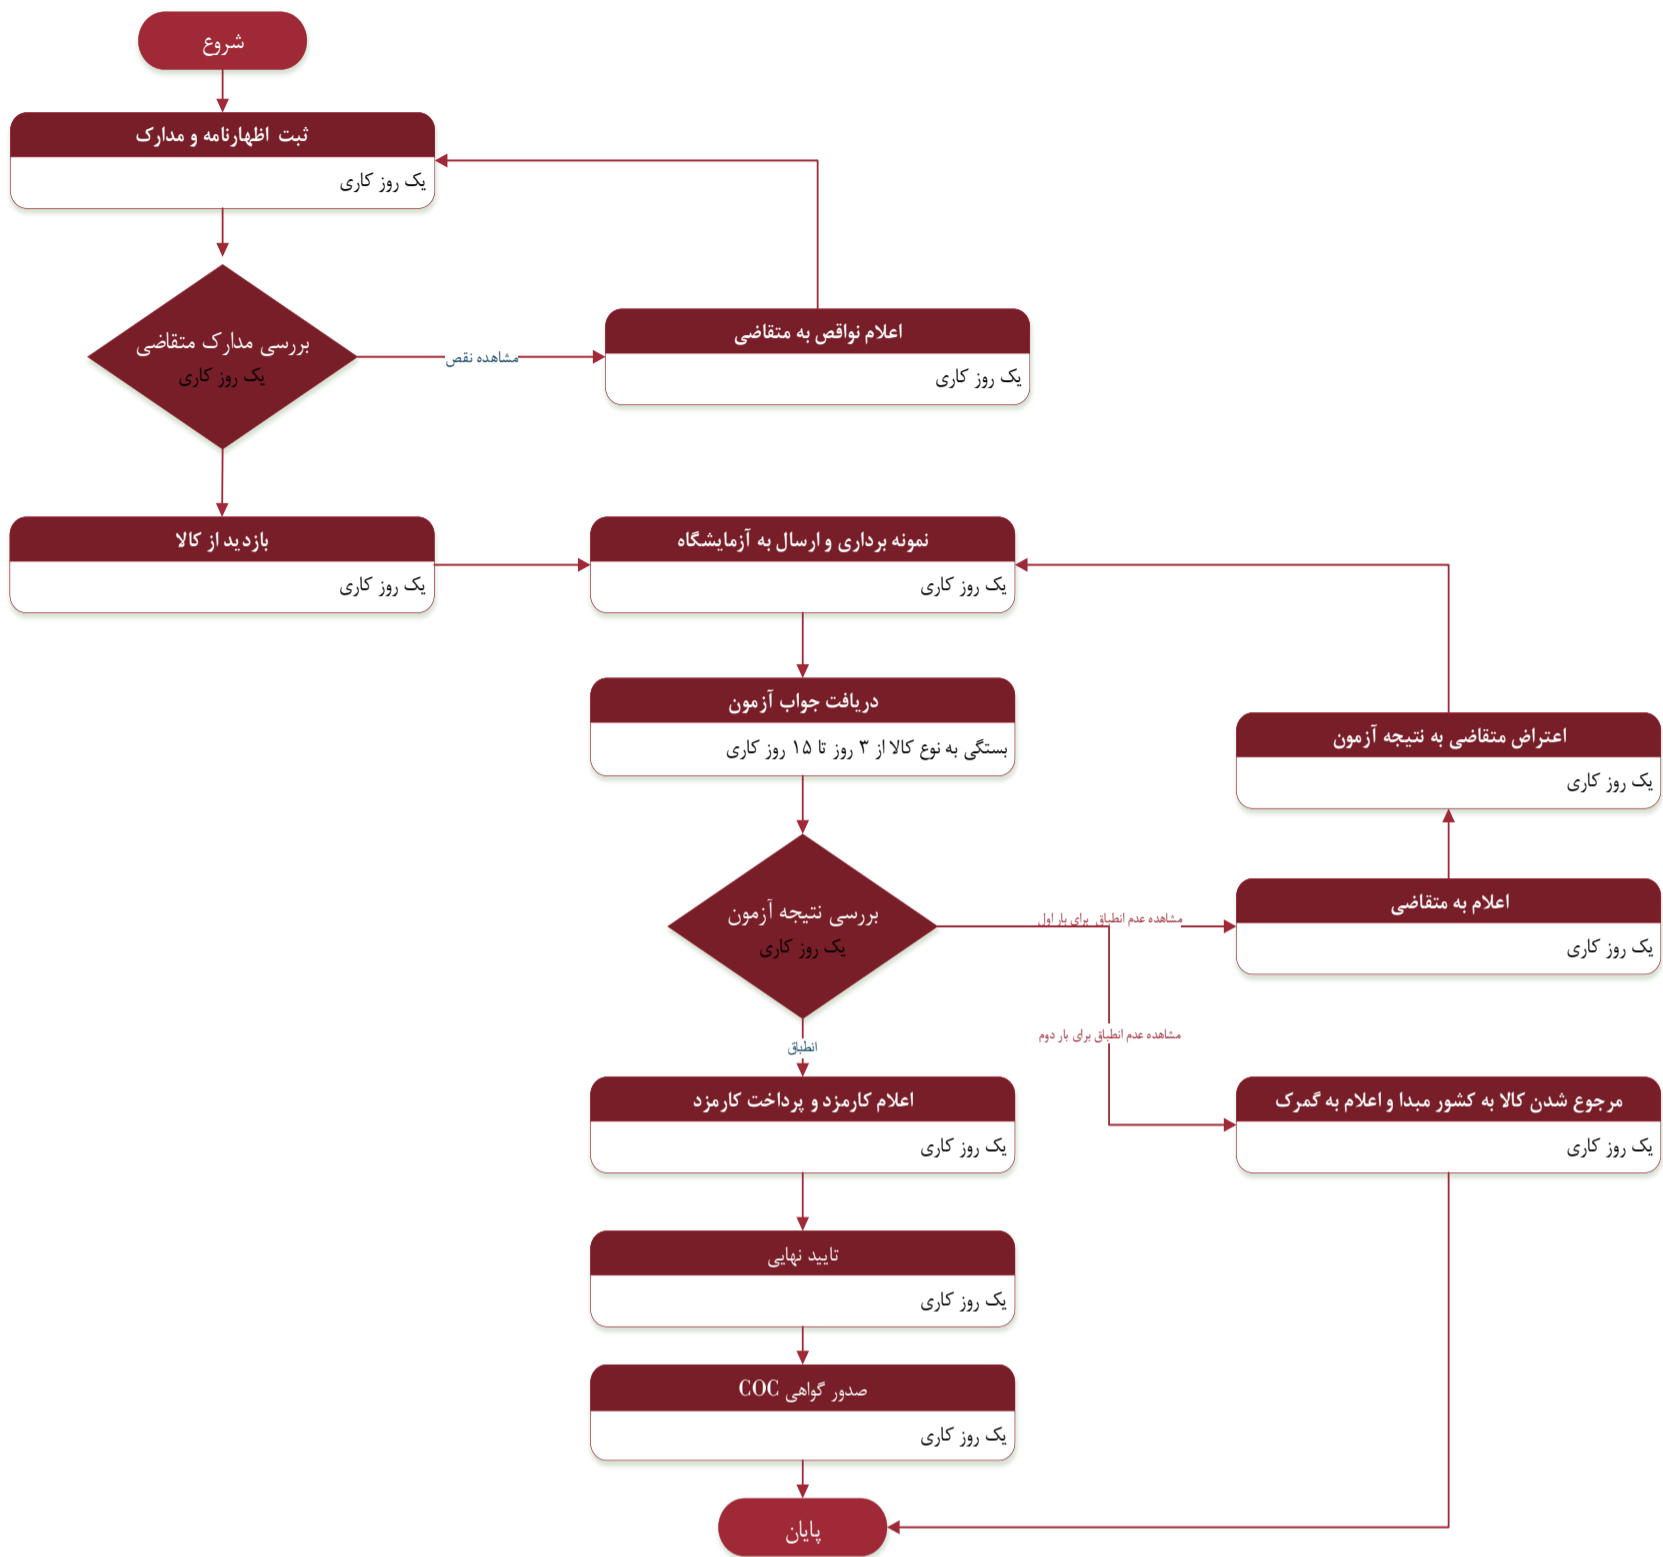 شروع
ثبت اظهارنامه و مدارک
یک روز کاری
بررسی مدارک متقاضی
یک روز کاری
مشاهده نقص
اعلام نواقص به متقاضی
یک روز کاری
بازدید از کالا
یک روز کاری
نمونه برداری و ارسال به آزمایشگاه
یک روز کاری
دریافت جواب آزمون
بستگی به نوع کالا از ۳ روز تا ۱۵ روز کاری
اعتراض متقاضی به نتیجه آزمون
یک روز کاری
بررسی نتیجه آزمون
یک روز کاری
مشاهده عدم انطباق برای بار اول
اعلام به متقاضی
یک روز کاری
مشاهده عدم انطباق برای بار دوم
انطباق
اعلام کارمزد و پرداخت کارمزد
یک روز کاری
مرجوع شدن کالا به کشور مبدا و اعلام به گمرک
یک روز کاری
تایید نهایی
یک روز کاری
صدور گواهی COC
یک روز کاری
پایان